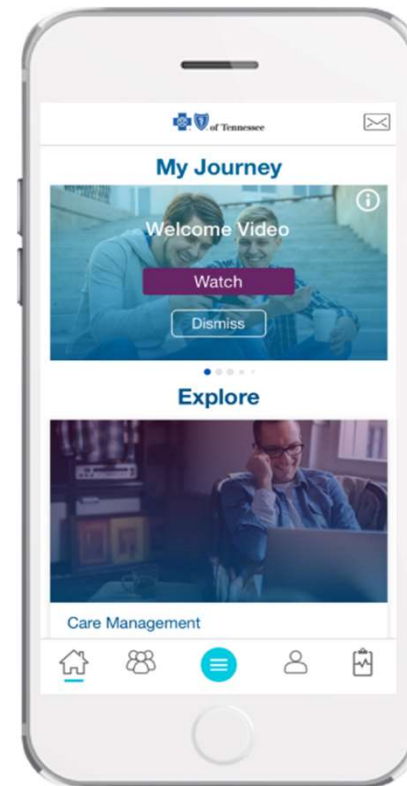 of Tennessee
My Journey
Welcome Video
Watch
Dismiss
Explore
Care Management